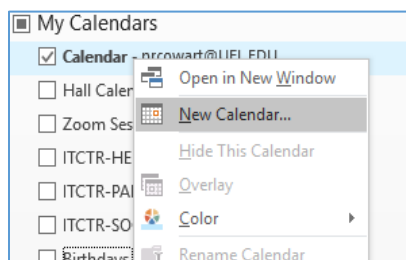 My Calendars
Calendar - prcowart@UFL.EDU
Open in New Window
Hall Caler
New Calendar...
Zoom Ses
Hide This Calendar
ITCTR-HE
Overlay
ITCTR-PA
Color
ITCTR-SO
Rename Calendar
Birthdays